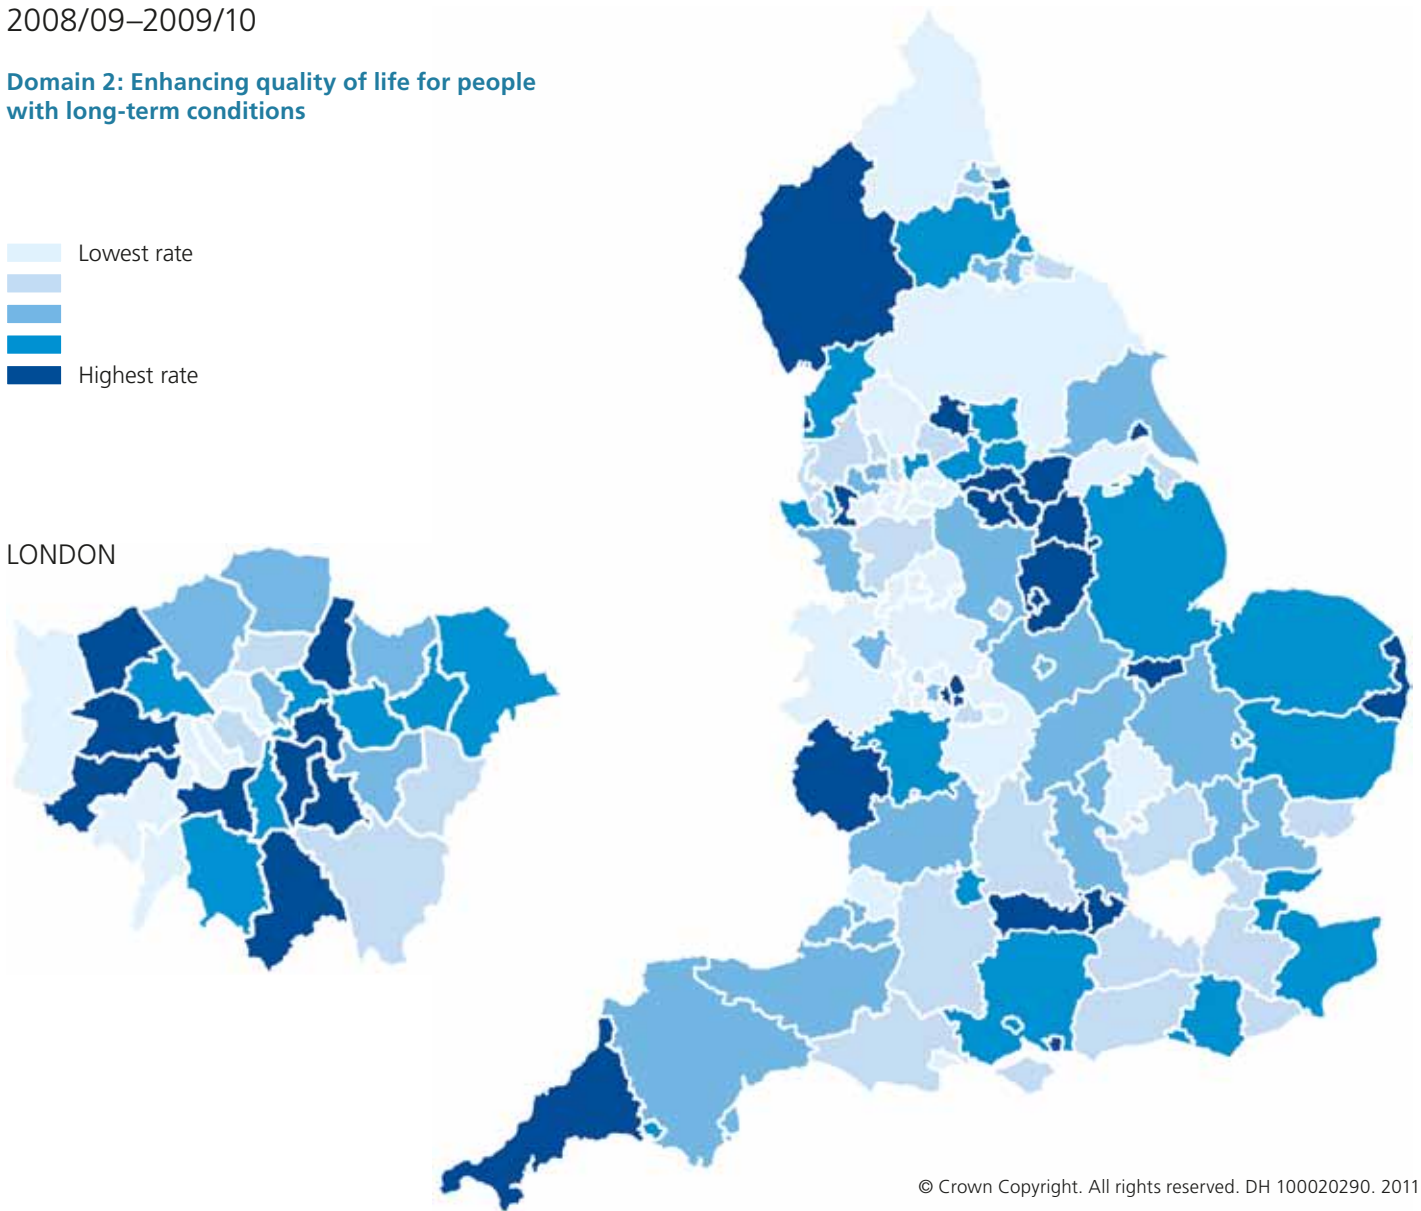 2008/09–2009/10
Domain 2: Enhancing quality of life for people
with long-term conditions
Lowest rate
Highest rate
LONDON
© Crown Copyright. All rights reserved. DH 100020290. 2011